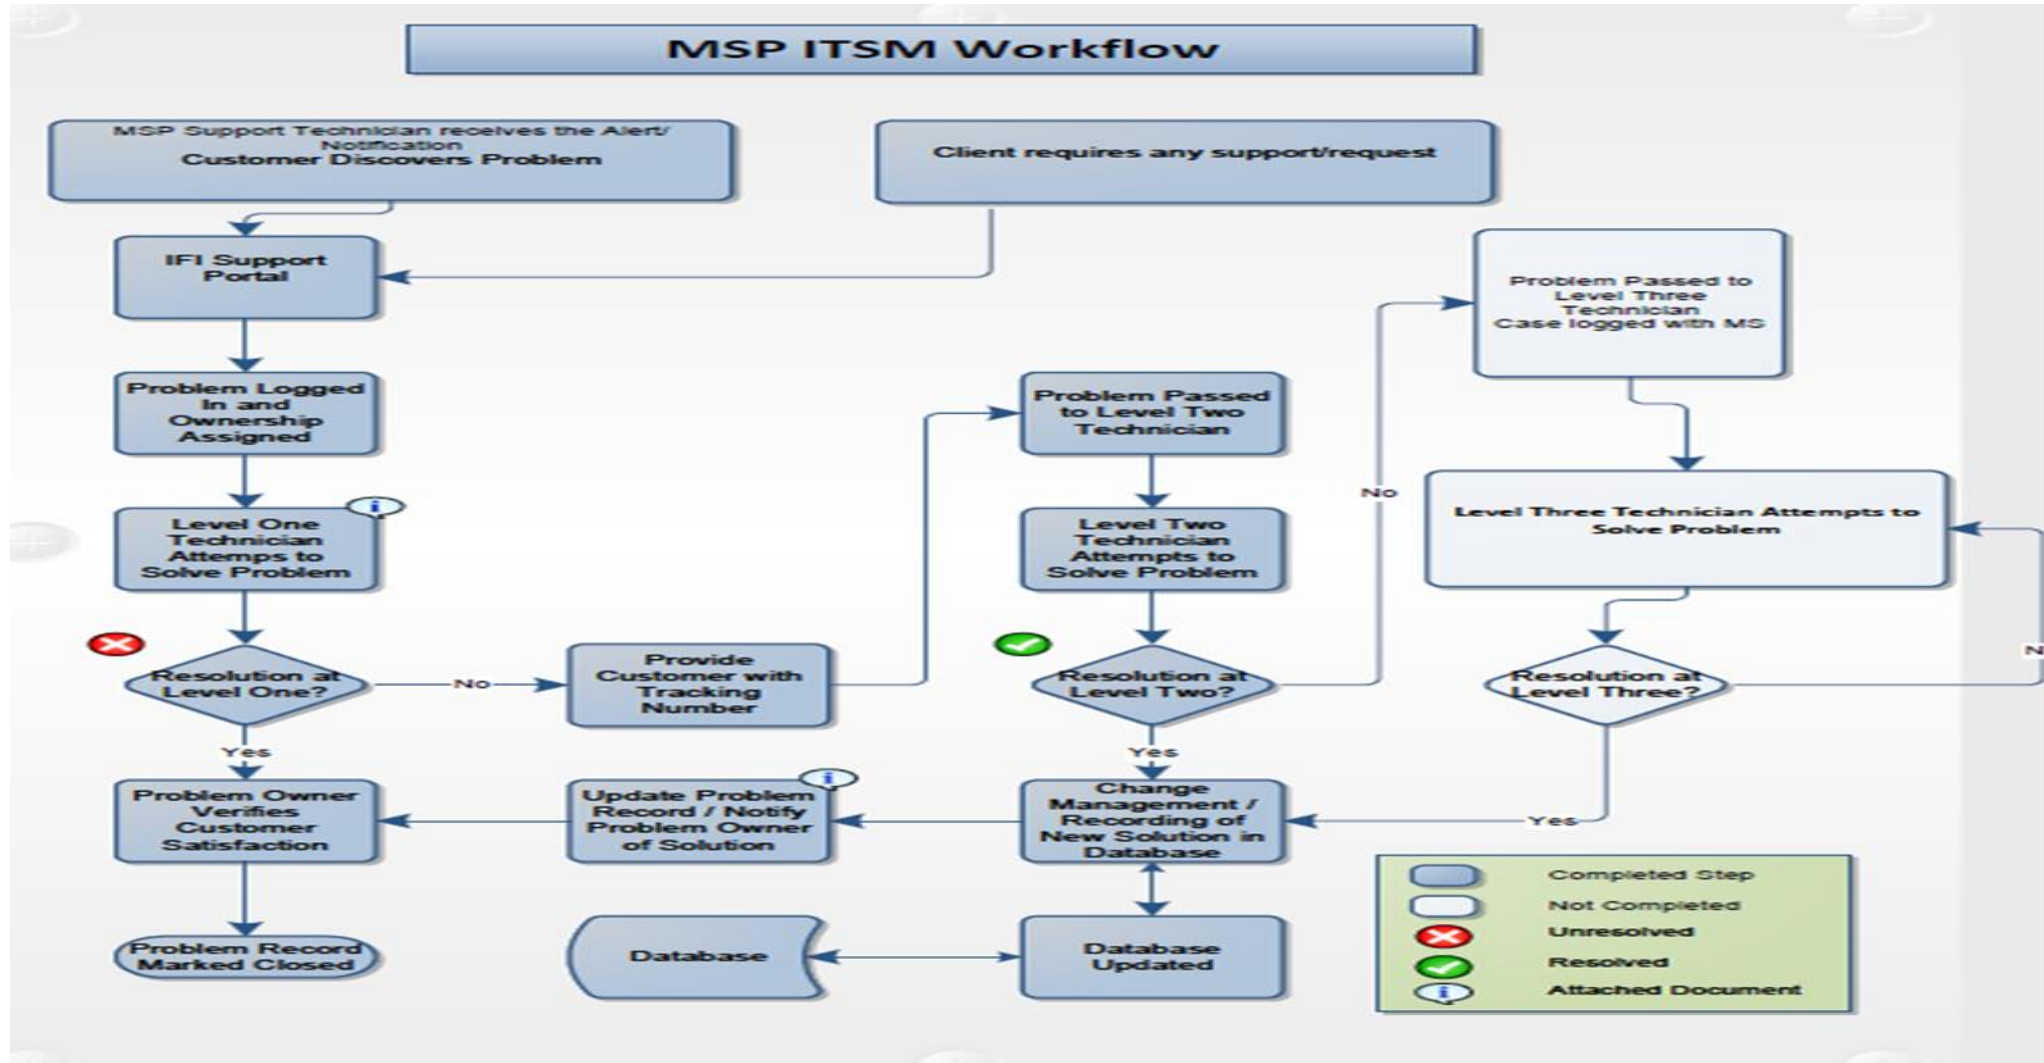 MSP ITSM Workflow
MSP Support Technician receives the Alert/
Notification
Customer Discovers Problem
Client requires any support/request
IFI Support
Portal
Problem Passed to
Level Three
Technician
Case logged with MS
Problem Logged
In and
Ownership
Assigned
Problem Passed
to Level Two
Technician
No
Level One
Technician
Attemps to
Solve Problem
Level Two
Technician
Attempts to
Solve Problem
Level Three Technician Attempts to
Solve Problem
Resolution at
Level One?
No
Provide
Customer with
Tracking
Number
Resolution at
Level Two?
Resolution at
Level Three?
N
Yes
Yes
Problem Owner
Verifies
Customer
Satisfaction
Update Problem
Record / Notify
Problem Owner
of Solution
Change
Management /
Recording of
New Solution in
Database
Yes
Problem Record
Marked Closed
Database
Database
Updated
Completed Step
Not Completed
Unresolved
Resolved
Attached Document